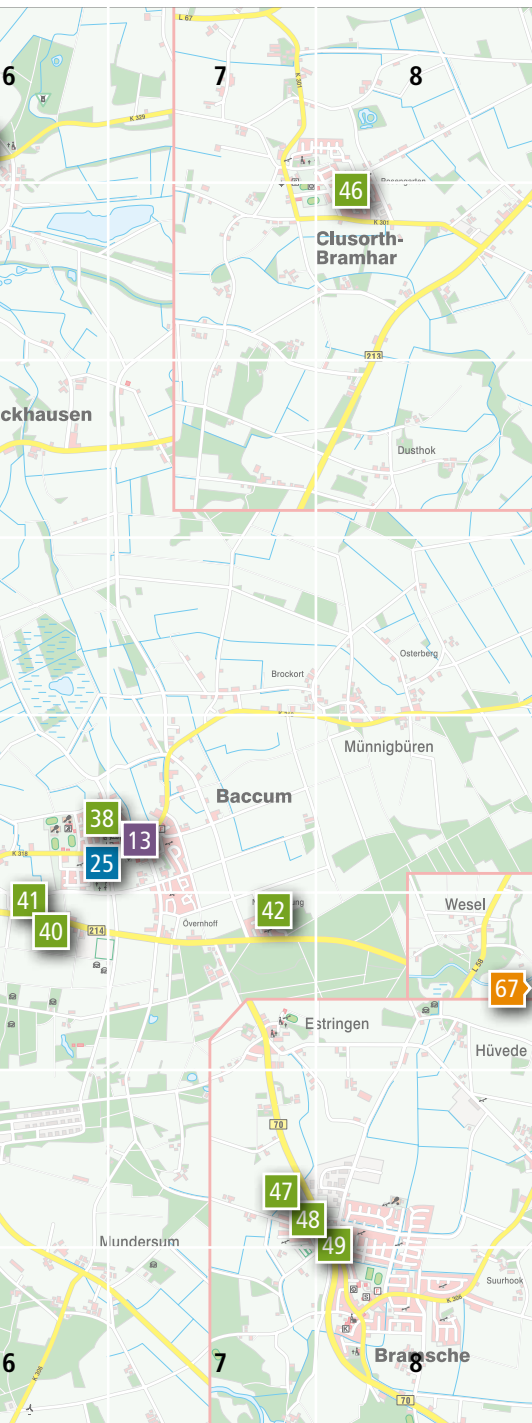 L 67
6
7
8
K 301
K 329
46
K 301
Clusorth-
Bramhar
213
ckhausen
Dusthok
Osterberg
Brockort
Münnigbüren
Baccum
38
13
K 318
25
41
Wesel
42
40
214
Övernhoff
L 58
67
Estringen
Hüvede
70
47
48
Mundersum
49
Suurhook
K 306
6
7
Bramsche
8
70